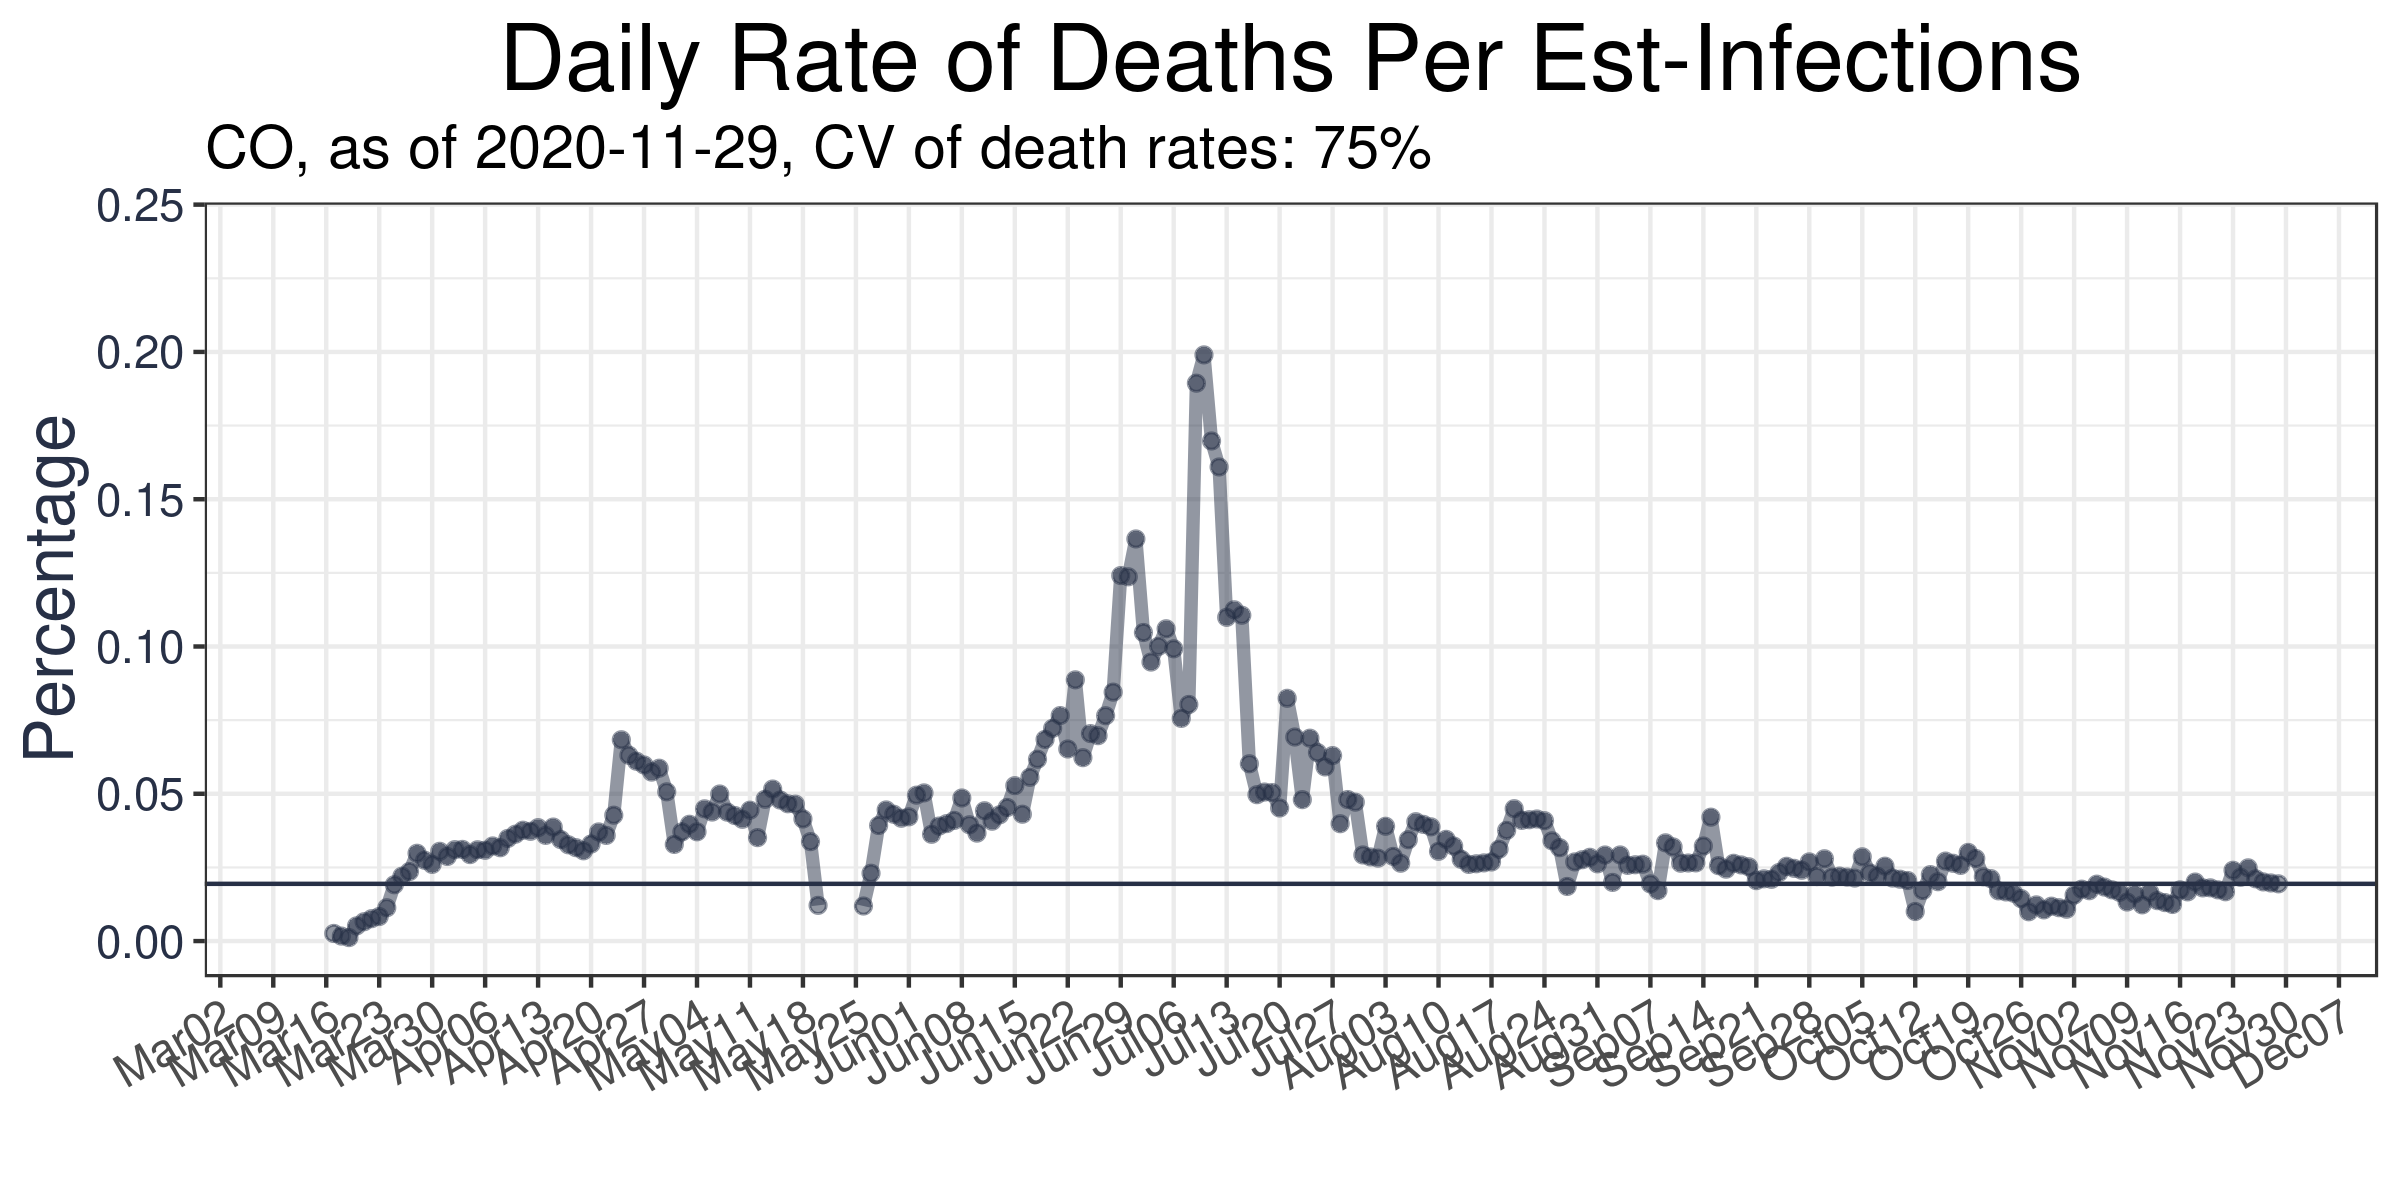 Daily Rate of Deaths Per Est-Infections
CO, as of 2020-11-29, CV of death rates: 75%
Percentage
0.25
0.20
0.15
0.10
0.05
0.00
Mar02
Mar09
Mar16
Mar23
Mar30
Apr06
Apr13
Apr20
Apr27
May04
May11
May18
May25
Jun01
Jun08
Jun15
Jun22
Jun29
Jul06
Jul13
Jul20
Jul27
Aug03
Aug10
Aug17
Aug24
Aug31
Sep07
Sep14
Sep21
Sep28
Oct05
Oct12
Oct19
Oct26
Nov02
Nov09
Nov16
Nov23
Nov30
Dec07